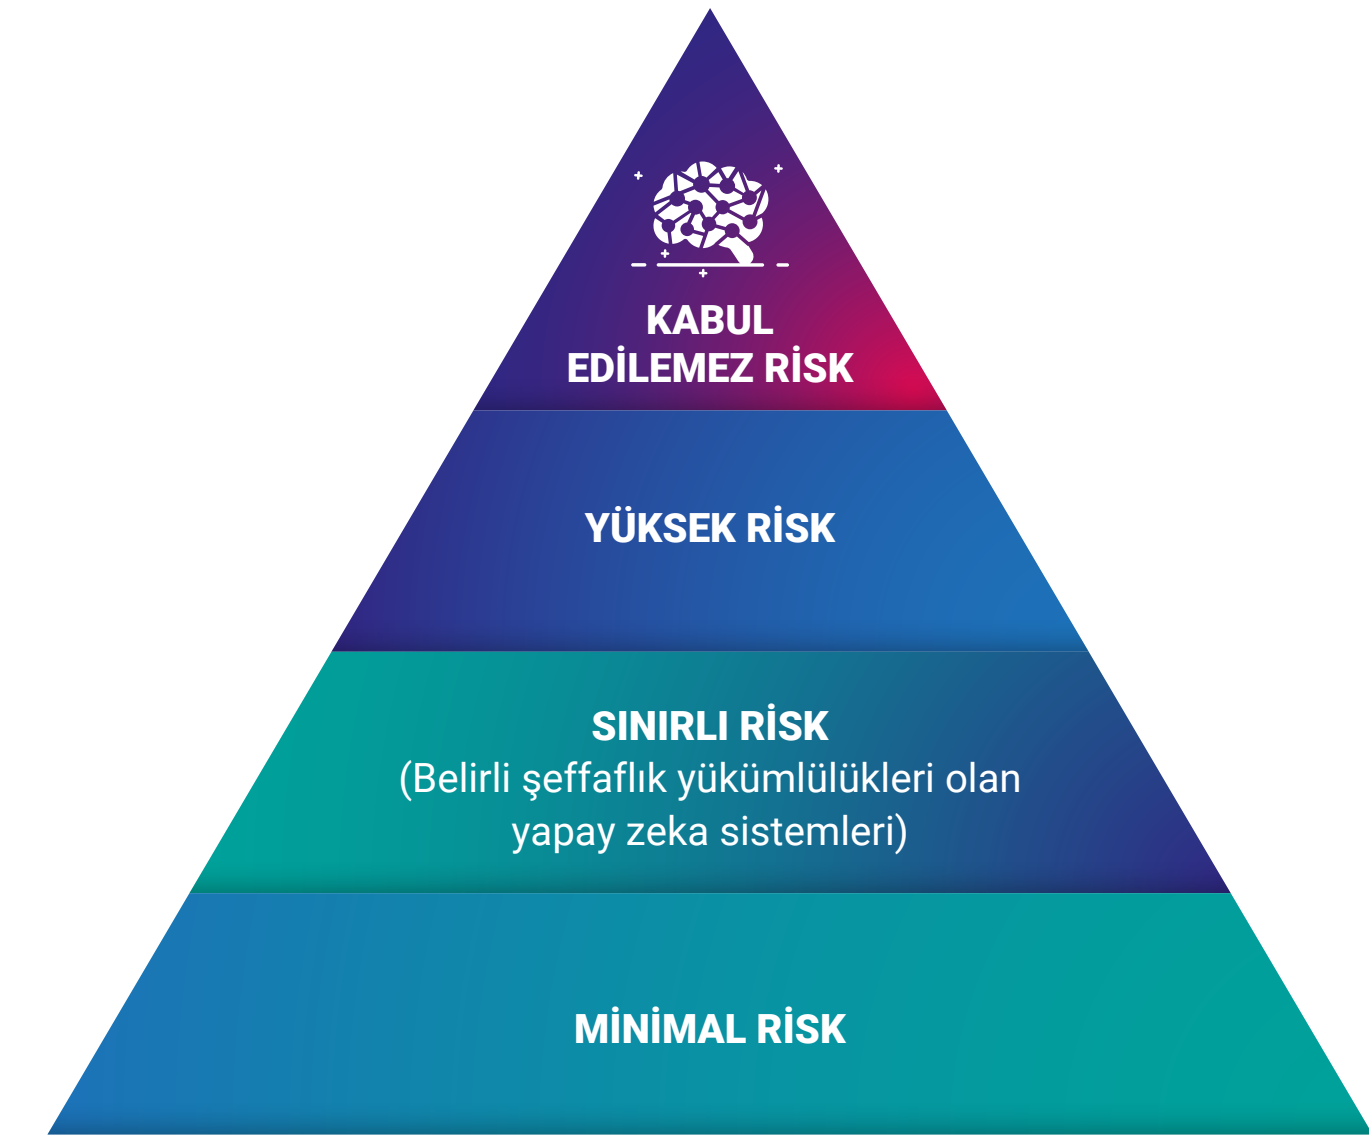 KABUL
EDİLEMEZ RİSK
YÜKSEK RİSK
SINIRLI RİSK
(Belirli şeffaflık yükümlülükleri olan
yapay zeka sistemleri)
MİNİMAL RİSK